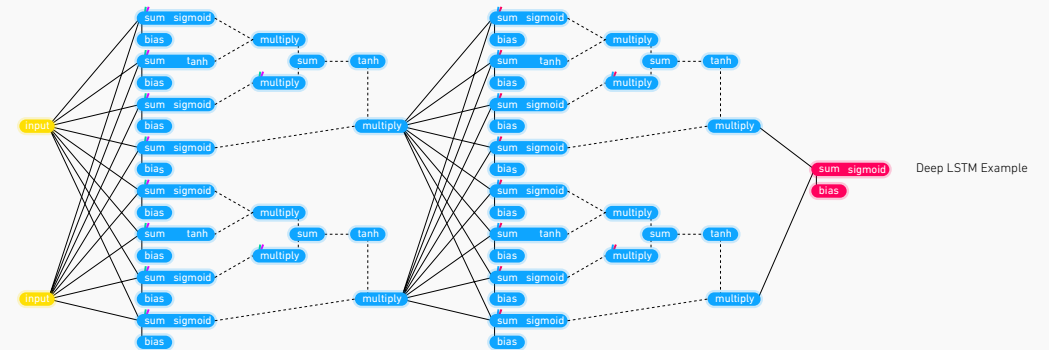 sum sigmoid sum sigmoid
bias multiply bias multiply
sum tanh sum tanh sum tanh sum tanh
bias multiply bias multiply
sum sigmoid sum sigmoid
input bias multiply bias multiply
sum sigmoid sum sigmoid
bias bias sum sigmoid Deep LSTM Example
sum sigmoid sum sigmoid bias
bias multiply bias multiply
sum tanh sum tanh sum tanh sum tanh
bias multiply bias multiply
sum sigmoid sum sigmoid
input bias multiply bias multiply
sum sigmoid sum sigmoid
bias bias